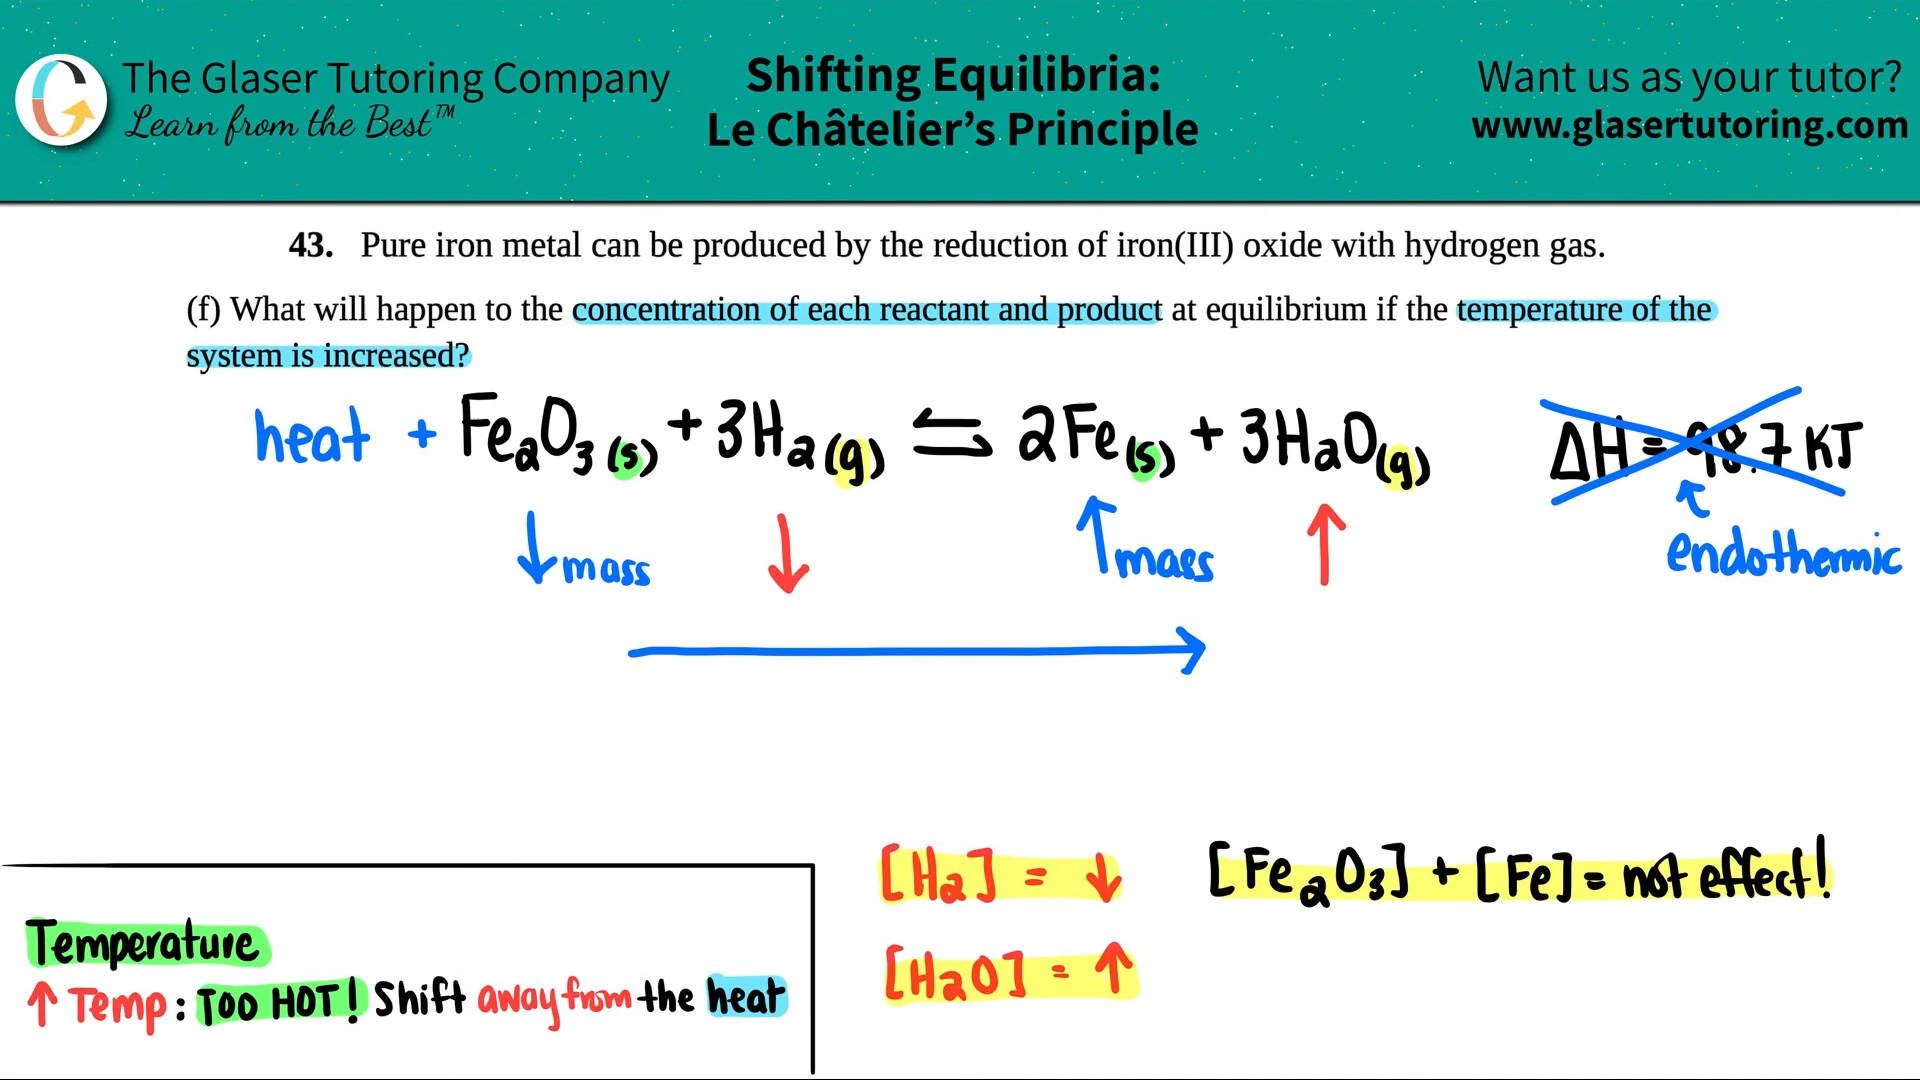 The Glaser Tutoring Company
Learn from the Best™
Shifting Equilibria:
Le Châtelier's Principle
Want us as your tutor?
www.glasertutoring.com
43. Pure iron metal can be produced by the reduction of iron(III) oxide with hydrogen gas.
(f) What will happen to the concentration of each reactant and product at equilibrium if the temperature of the
system is increased?
heat + Fe₂O₃(s) + 3H₂(g) ⇌ 2Fe(s) + 3H₂O(g) ΔH = 98.7 KJ
↓ mass ↓ ↑ mass ↑
endothermic
[H₂] = ↓ [Fe₂O₃] + [Fe] = not effect!
[H₂O] = ↑
Temperature
↑ Temp: TOO HOT! Shift away from the heat